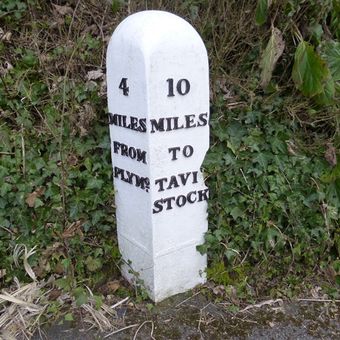 4
MILES
FROM
PLYMº
10
MILES
TO
TAVI
STOCK